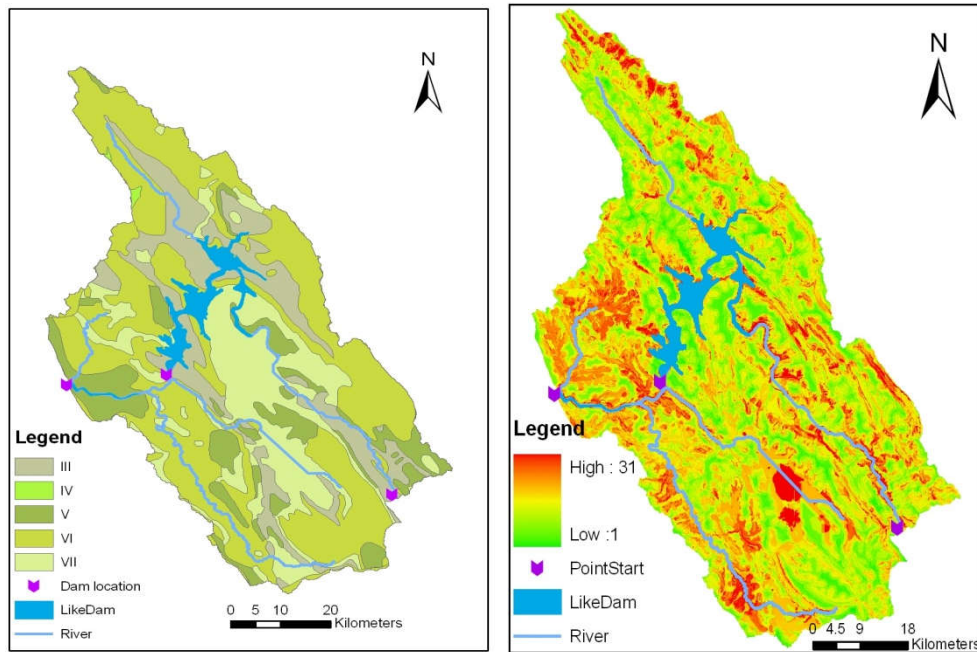 N
Legend
III
IV
V
VI
VII
Dam location
LikeDam
River
0 5 10 20
Kilometers
N
Legend
High : 31
Low :1
PointStart
LikeDam
River
0 4.5 9 18
Kilometers